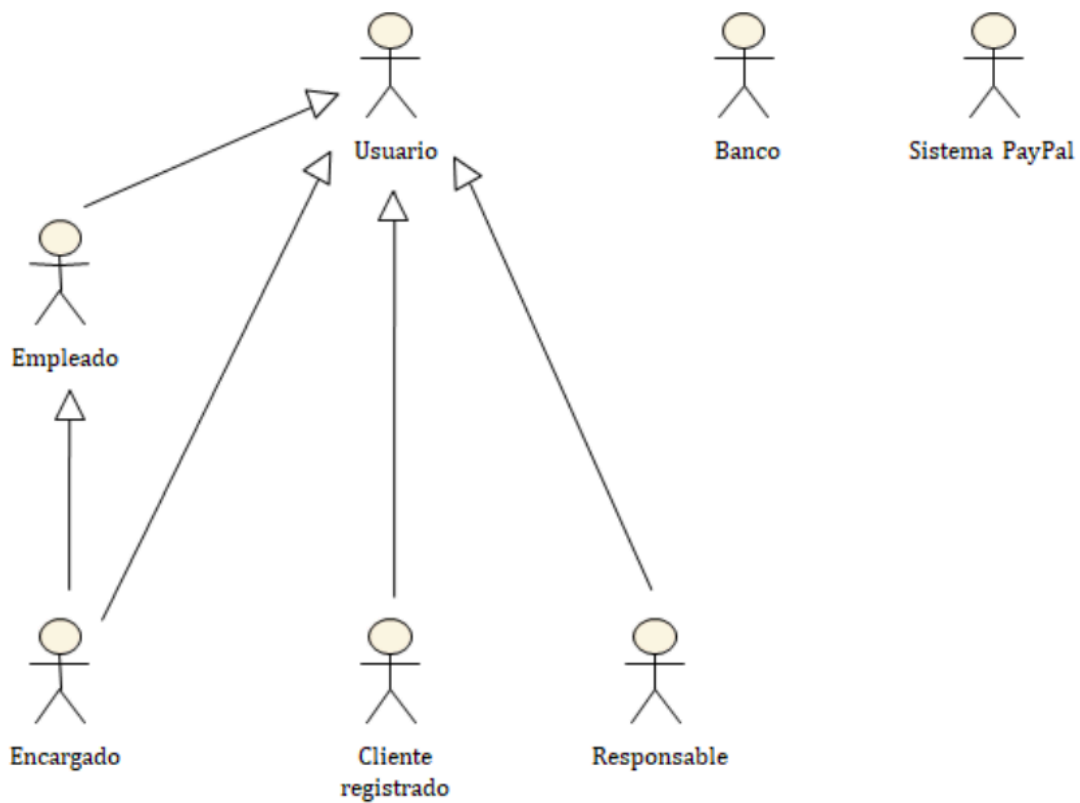 Usuario
Banco
Sistema PayPal
Empleado
Encargado
Cliente
registrado
Responsable